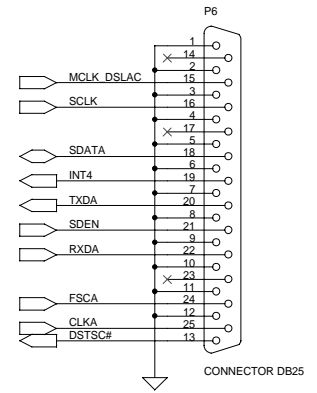 P6
1
14
2
MCLK_DSLAC 15
3
SCLK 16
4
17
5
SDATA 18
6
INT4 19
7
TXDA 20
8
SDEN 21
9
RXDA 22
10
23
11
FSCA 24
12
CLKA 25
DSTSC# 13
CONNECTOR DB25